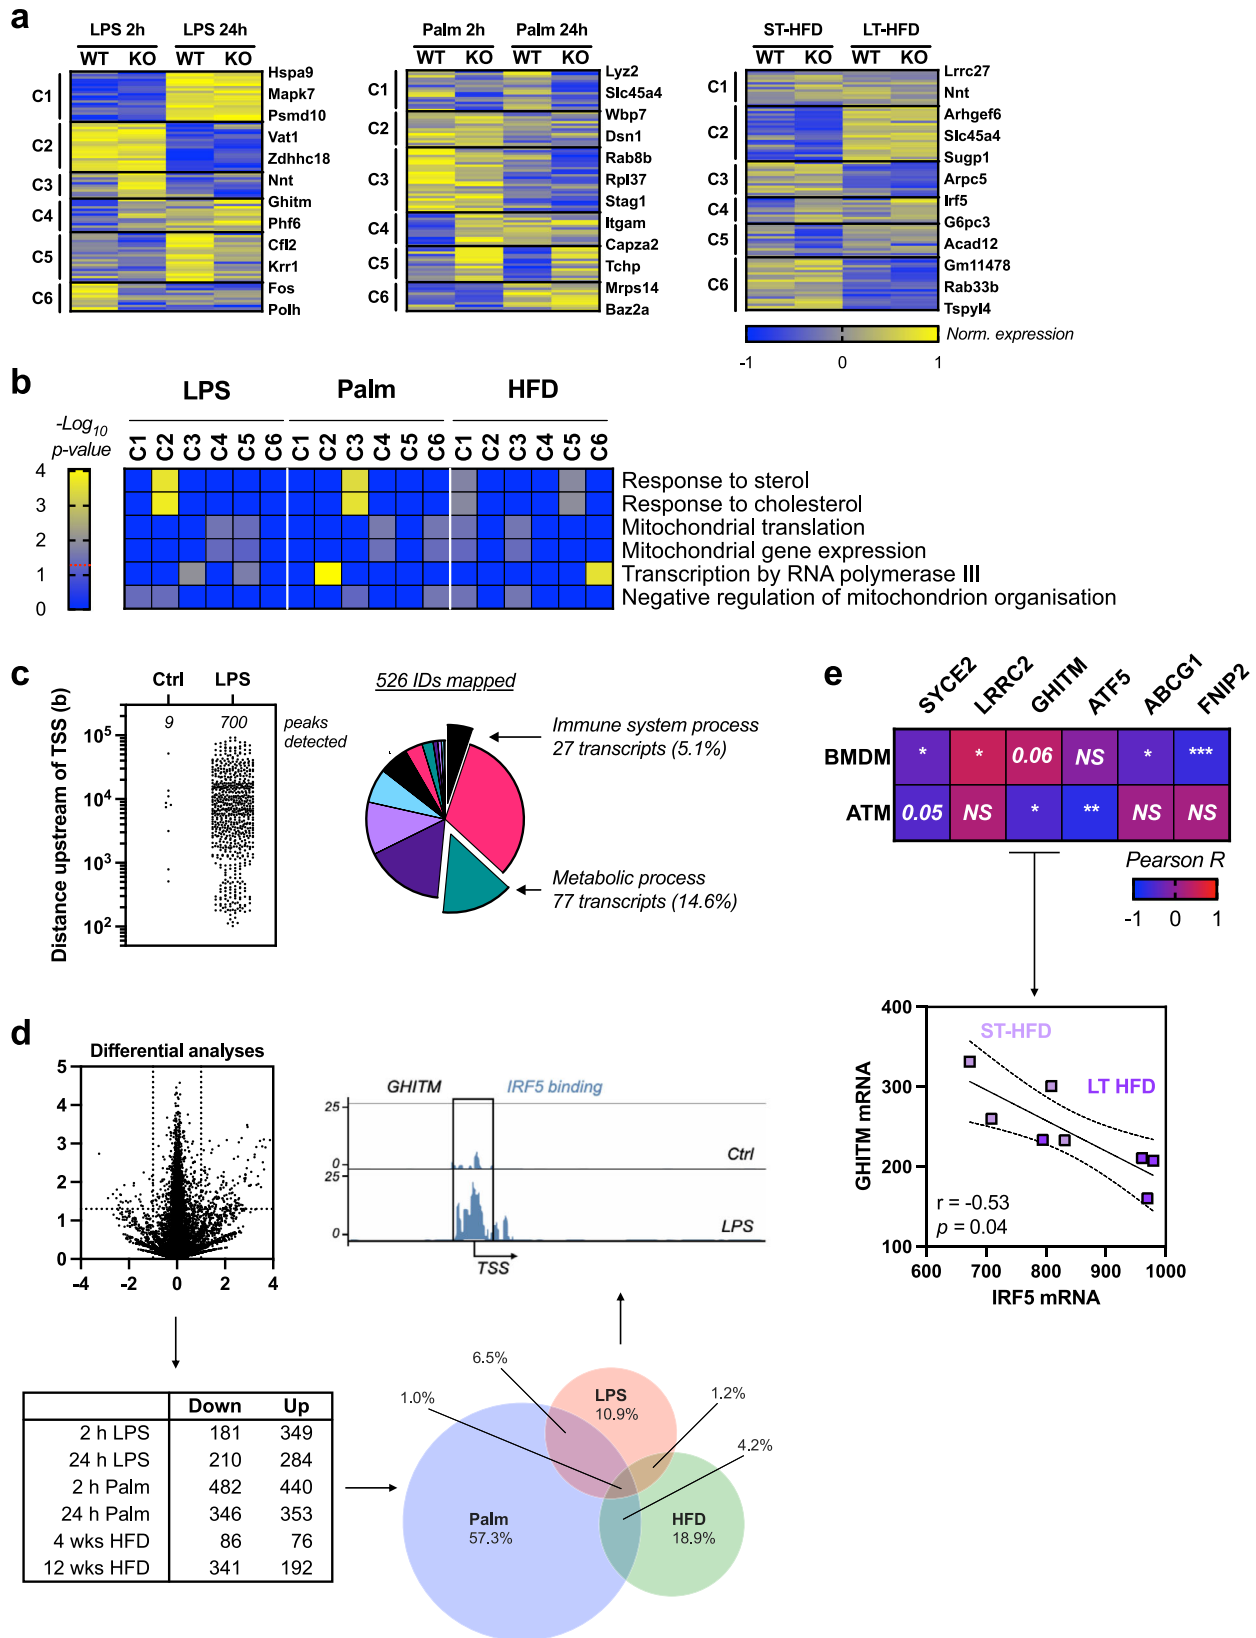 a
LPS 2h LPS 24h
WT KO WT KO
C1
C2
C3
C4
C5
C6
Hspa9
Mapk7
Psmd10
Vat1
Zdhhc18
Nnt
Ghitm
Phf6
Cfl2
Krr1
Fos
Polh
Palm 2h Palm 24h
WT KO WT KO
C1
C2
C3
C4
C5
C6
Lyz2
Slc45a4
Wbp7
Dsn1
Rab8b
Rpl37
Stag1
Itgam
Capza2
Tchp
Mrps14
Baz2a
ST-HFD LT-HFD
WT KO WT KO
C1
C2
C3
C4
C5
C6
Lrrc27
Nnt
Arhgef6
Slc45a4
Sugp1
Arpc5
Irf5
G6pc3
Acad12
Gm11478
Rab33b
Tspyl4
Norm. expression
-1 0 1
b
LPS Palm HFD
-Log10
p-value
4
3
2
1
0
C1 C2 C3 C4 C5 C6 C1 C2 C3 C4 C5 C6 C1 C2 C3 C4 C5 C6
Response to sterol
Response to cholesterol
Mitochondrial translation
Mitochondrial gene expression
Transcription by RNA polymerase III
Negative regulation of mitochondrion organisation
c
Ctrl LPS
9 700 peaks
detected
Distance upstream of TSS (b)
10^5
10^4
10^3
10^2
526 IDs mapped
Immune system process
27 transcripts (5.1%)
Metabolic process
77 transcripts (14.6%)
e
SYCE2 LRRC2 GHITM ATF5 ABCG1 FNIP2
BMDM * * 0.06 NS * ***
ATM 0.05 NS * ** NS NS
Pearson R
-1 0 1
400
300
200
100
GHITM mRNA
ST-HFD
LT HFD
r = -0.53
p = 0.04
600 700 800 900 1000
IRF5 mRNA
d
Differential analyses
5
4
3
2
1
0
-4 -2 0 2 4
GHITM IRF5 binding
25
0
Ctrl
25
0
LPS
TSS
Down Up
2 h LPS 181 349
24 h LPS 210 284
2 h Palm 482 440
24 h Palm 346 353
4 wks HFD 86 76
12 wks HFD 341 192
6.5%
1.0%
LPS
10.9%
1.2%
4.2%
Palm
57.3%
HFD
18.9%